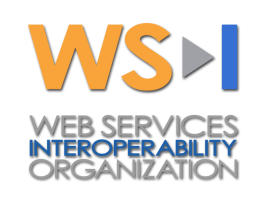 WS-I
WEB SERVICES
INTEROPERABILITY
ORGANIZATION